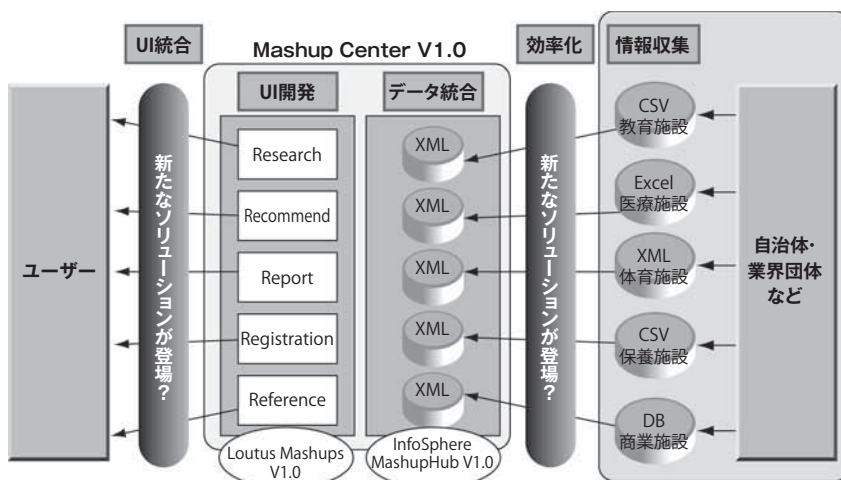 UI統合
Mashup Center V1.0
効率化
情報収集
UI開発
データ統合
ユーザー
新たなソリューションが登場?
Research
Recommend
Report
Registration
Reference
Loutus Mashups
V1.0
XML
XML
XML
XML
XML
InfoSphere
MashupHub V1.0
新たなソリューションが登場?
CSV
教育施設
Excel
医療施設
XML
体育施設
CSV
保養施設
DB
商業施設
自治体・
業界団体
など